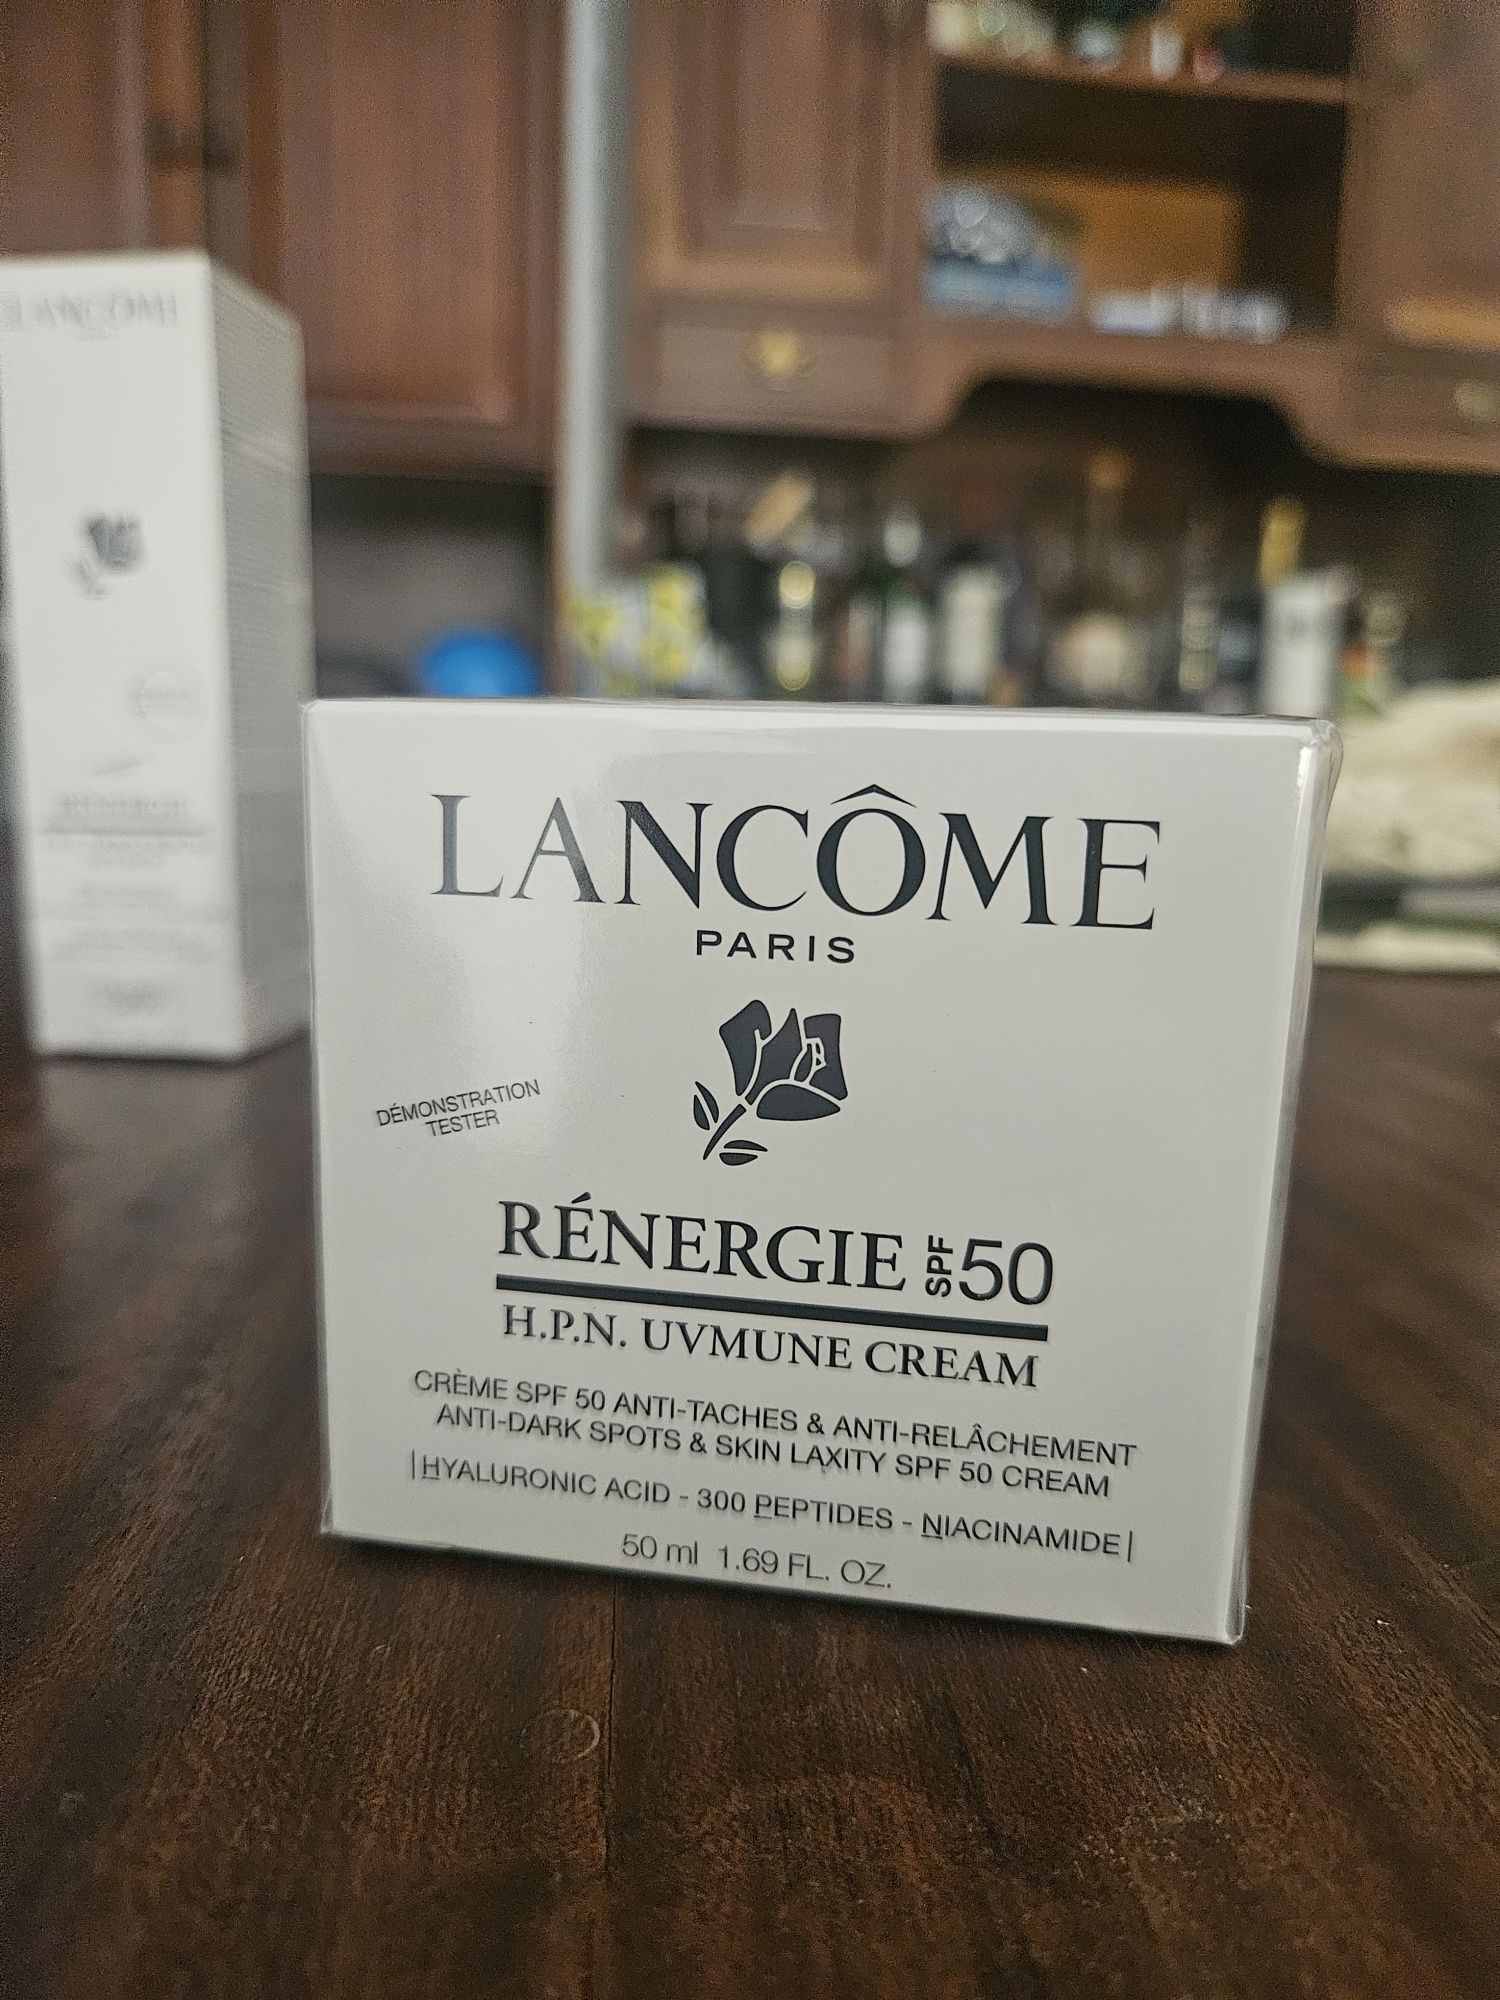 LANCÔME
LANCÔME
PARIS
DÉMONSTRATION
TESTER
RÉNERGIE SPF 50
H.P.N. UVMUNE CREAM
CRÈME SPF 50 ANTI-TACHES & ANTI-RELÂCHEMENT
ANTI-DARK SPOTS & SKIN LAXITY SPF 50 CREAM
|HYALURONIC ACID - 300 PEPTIDES - NIACINAMIDE|
50 ml 1.69 FL. OZ.